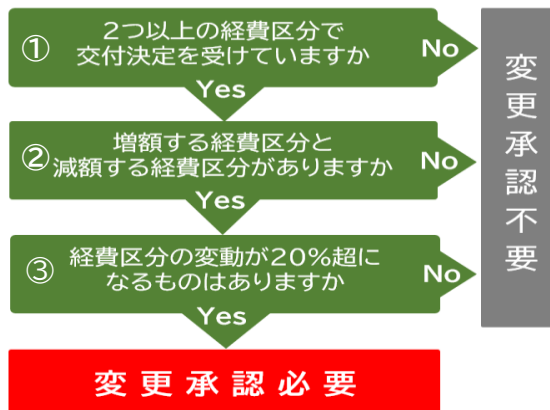 ① 2つ以上の経費区分で
交付決定を受けていますか
No
Yes
② 増額する経費区分と
減額する経費区分がありますか
No
Yes
③ 経費区分の変動が20%超に
なるものはありますか
No
Yes
変更承認必要
変更承認不要